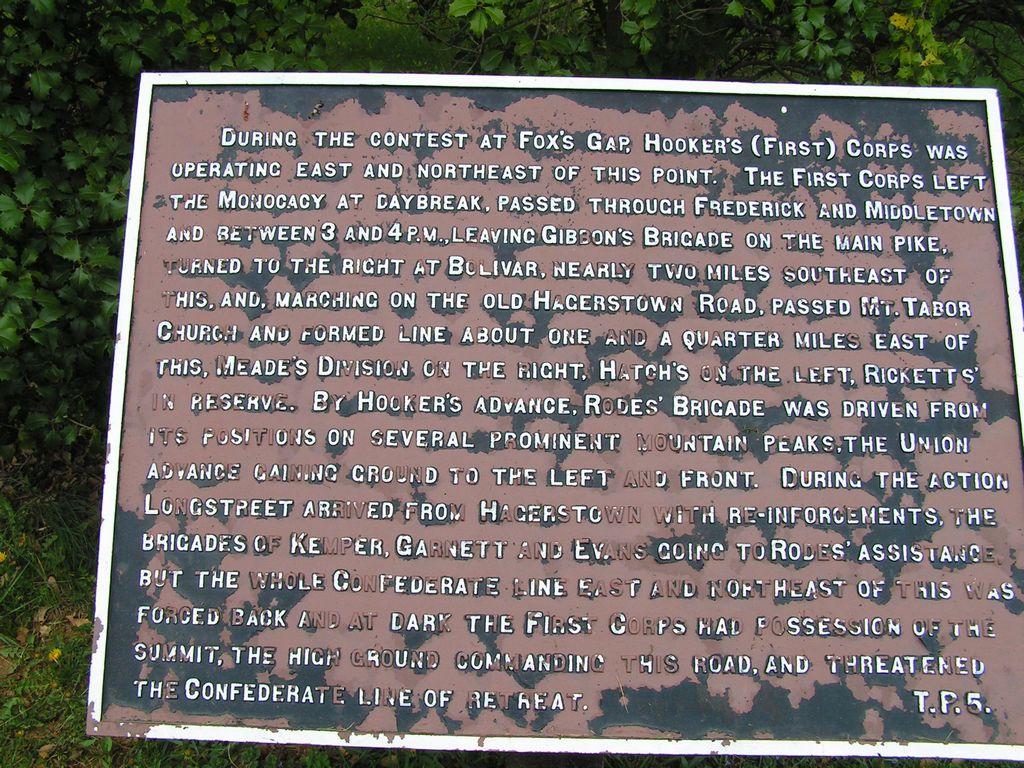 DURING THE CONTEST AT FOX'S GAP, HOOKER'S (FIRST) CORPS WAS
OPERATING EAST AND NORTHEAST OF THIS POINT. THE FIRST CORPS LEFT
THE MONOCACY AT DAYBREAK, PASSED THROUGH FREDERICK AND MIDDLETOWN
AND BETWEEN 3 AND 4 P.M., LEAVING GIBBON'S BRIGADE ON THE MAIN PIKE,
TURNED TO THE RIGHT AT BOLIVAR, NEARLY TWO MILES SOUTHEAST OF
THIS, AND, MARCHING ON THE OLD HAGERSTOWN ROAD, PASSED MT. TABOR
CHURCH AND FORMED LINE ABOUT ONE AND A QUARTER MILES EAST OF
THIS, MEADE'S DIVISION ON THE RIGHT, HATCH'S ON THE LEFT, RICKETTS'
IN RESERVE. BY HOOKER'S ADVANCE, RODES' BRIGADE WAS DRIVEN FROM
ITS POSITIONS ON SEVERAL PROMINENT MOUNTAIN PEAKS, THE UNION
ADVANCE GAINING GROUND TO THE LEFT AND FRONT. DURING THE ACTION
LONGSTREET ARRIVED FROM HAGERSTOWN WITH RE-INFORCEMENTS, THE
BRIGADES OF KEMPER, GARNETT AND EVANS GOING TO RODES' ASSISTANCE,
BUT THE WHOLE CONFEDERATE LINE EAST AND NORTHEAST OF THIS WAS
FORCED BACK AND AT DARK THE FIRST CORPS HAD POSSESSION OF THE
SUMMIT, THE HIGH GROUND COMMANDING THIS ROAD, AND THREATENED
THE CONFEDERATE LINE OF RETREAT. T.P. 5.